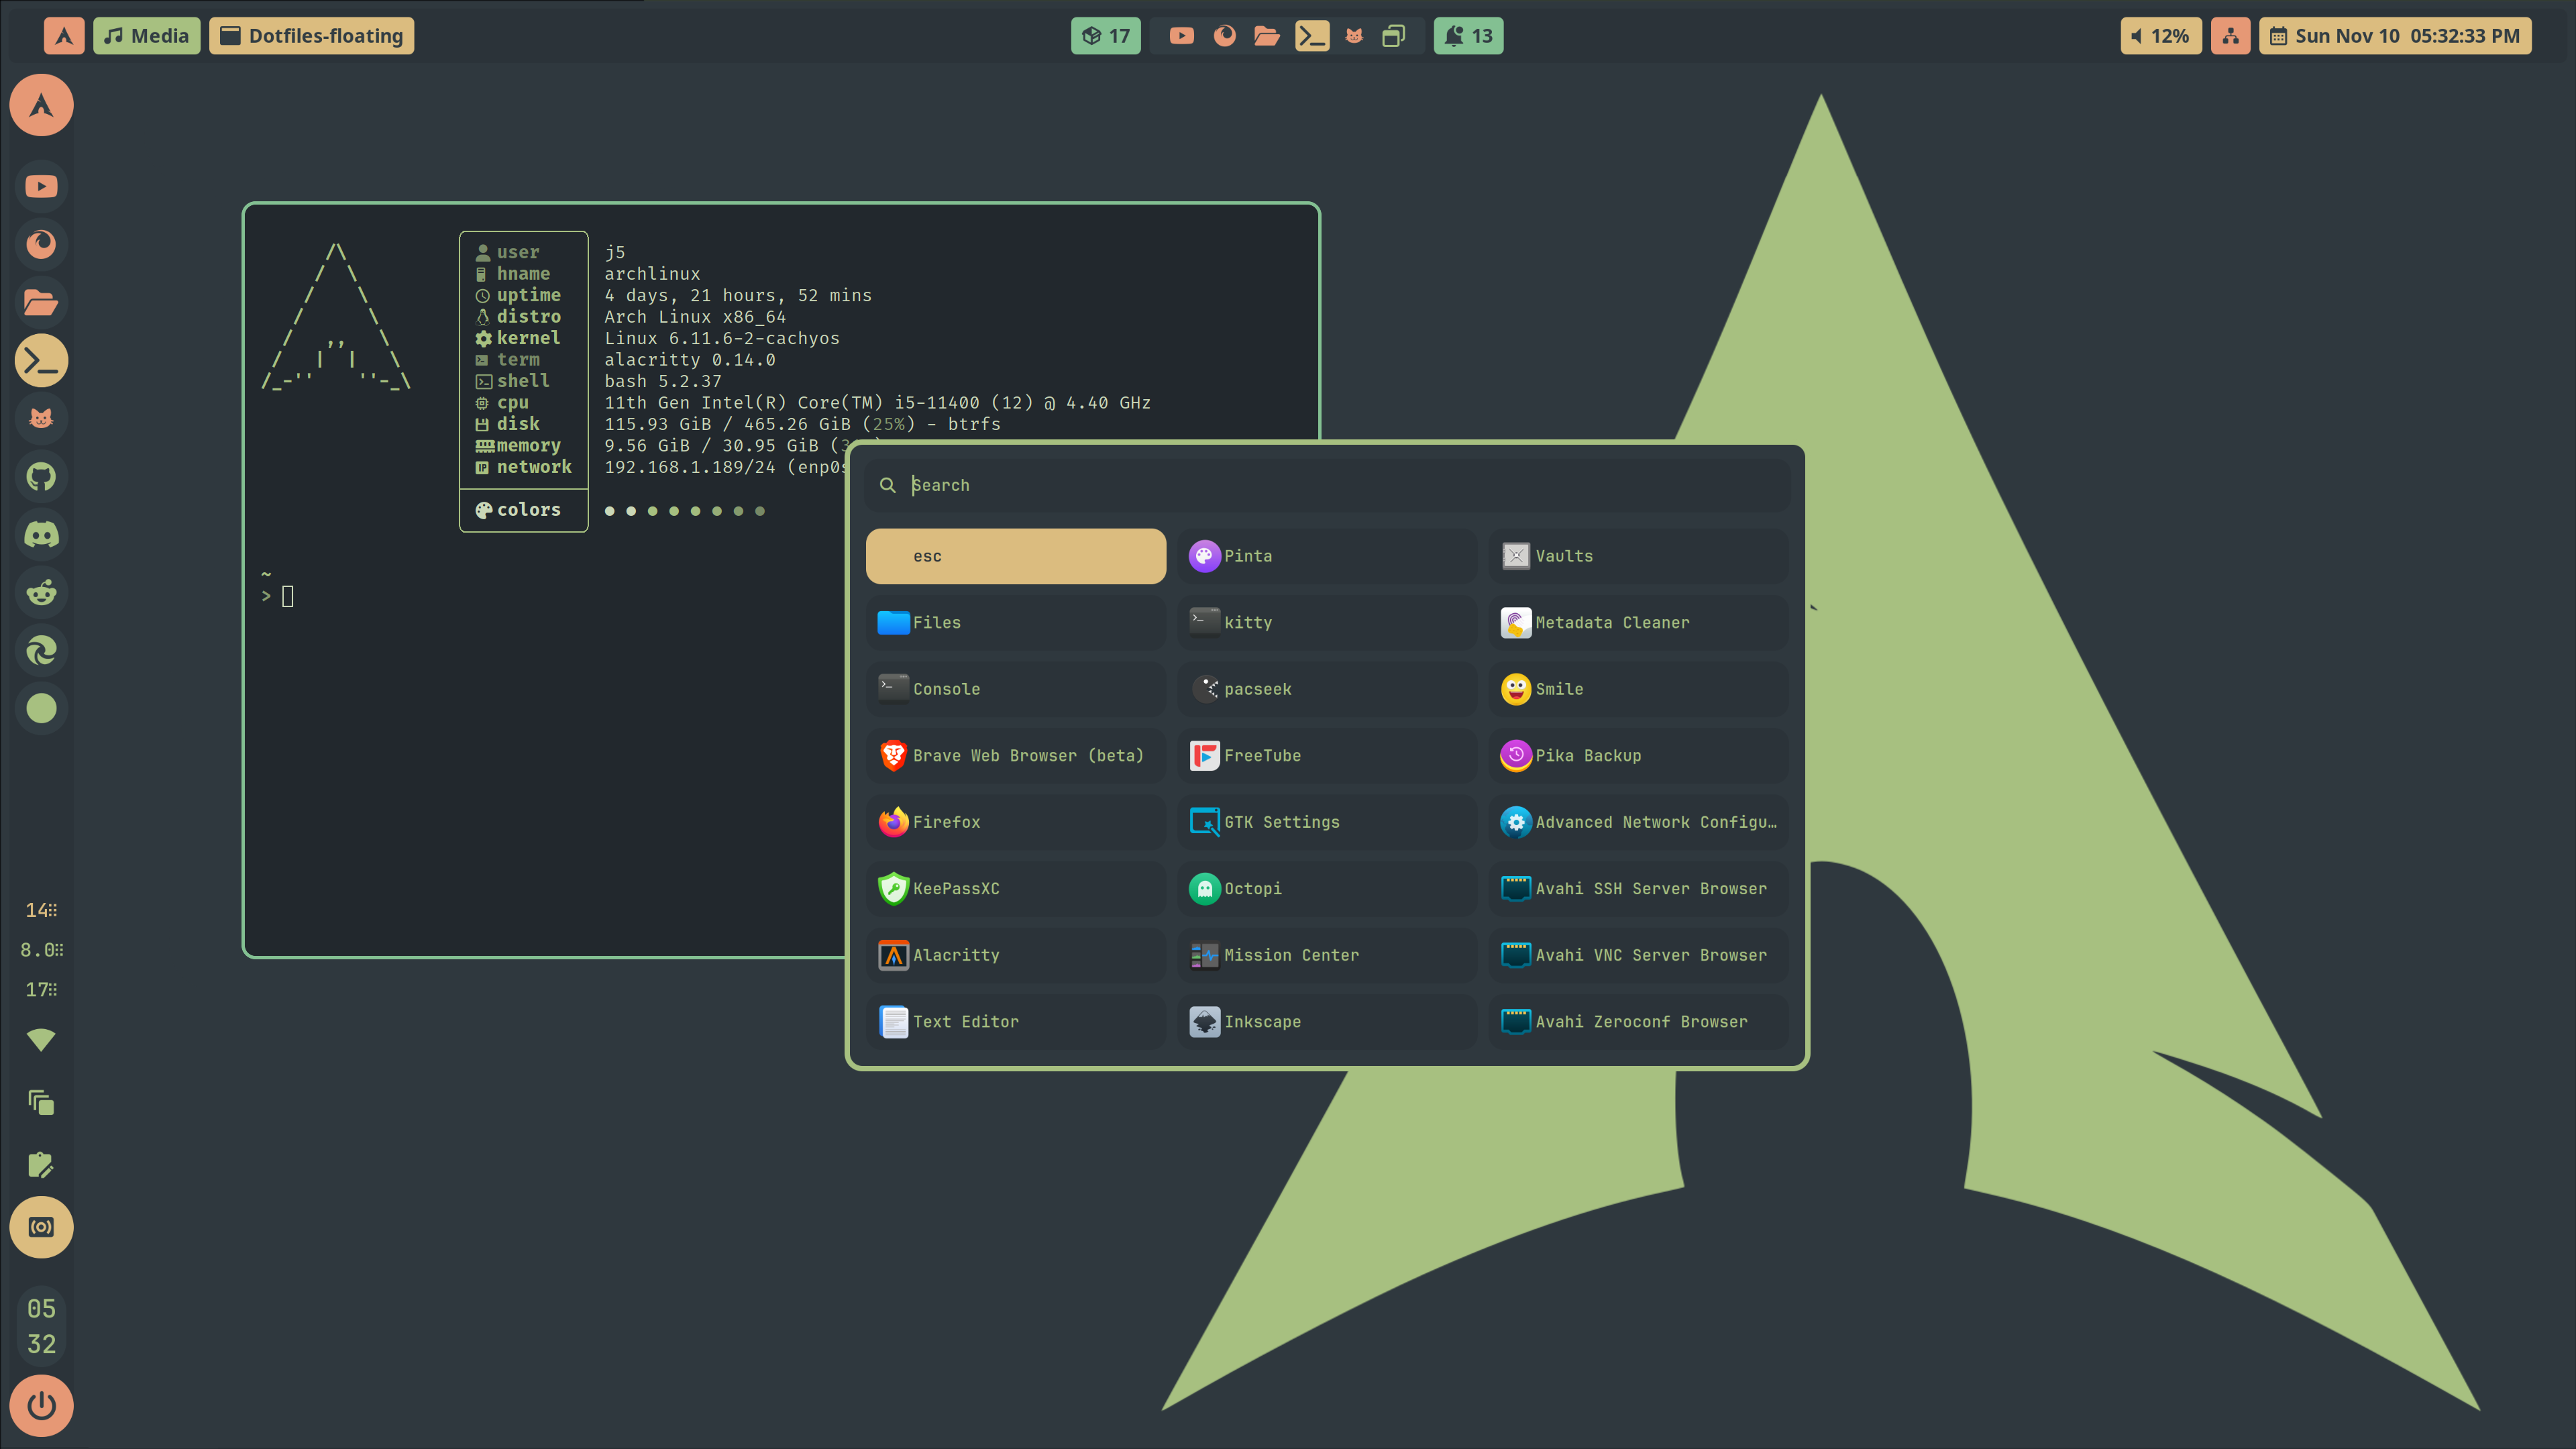 Media
Dotfiles-floating
17
13
12%
Sun Nov 10 05:32:33 PM
user j5
hname archlinux
uptime 4 days, 21 hours, 52 mins
distro Arch Linux x86_64
kernel Linux 6.11.6-2-cachyos
term alacritty 0.14.0
shell bash 5.2.37
cpu 11th Gen Intel(R) Core(TM) i5-11400 (12) @ 4.40 GHz
disk 115.93 GiB / 465.26 GiB (25%) - btrfs
memory 9.56 GiB / 30.95 GiB (
network 192.168.1.189/24 (enp0s
colors
~
>
Search
esc
Pinta
Vaults
Files
kitty
Metadata Cleaner
Console
pacseek
Smile
Brave Web Browser (beta)
FreeTube
Pika Backup
Firefox
GTK Settings
Advanced Network Configu…
KeePassXC
Octopi
Avahi SSH Server Browser
Alacritty
Mission Center
Avahi VNC Server Browser
Text Editor
Inkscape
Avahi Zeroconf Browser
14
8.0
17
05
32